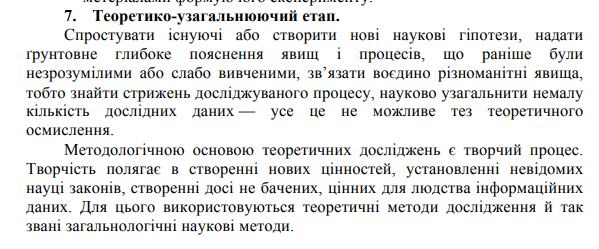 матеріалами формуючого експерименту.
7. Теоретико-узагальнюючий етап.
Спростувати існуючі або створити нові наукові гіпотези, надати
ґрунтовне глибоке пояснення явищ і процесів, що раніше були
незрозумілими або слабо вивченими, зв’язати воєдино різноманітні явища,
тобто знайти стрижень досліджуваного процесу, науково узагальнити немалу
кількість дослідних даних — усе це не можливе тез теоретичного
осмислення.
Методологічною основою теоретичних досліджень є творчий процес.
Творчість полягає в створенні нових цінностей, установленні невідомих
науці законів, створенні досі не бачених, цінних для людства інформаційних
даних. Для цього використовуються теоретичні методи дослідження й так
звані загальнологічні наукові методи.